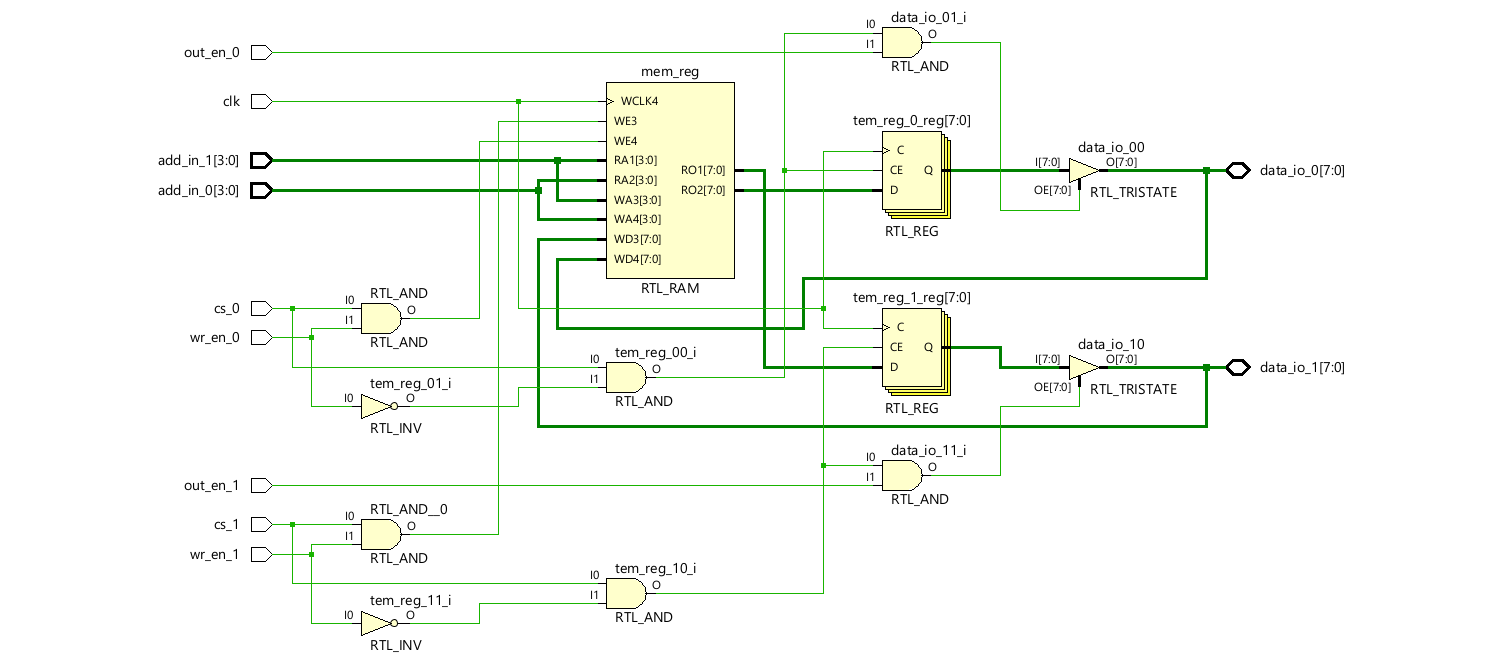 data_io_01_i
I0
I1
O
RTL_AND
out_en_0
mem_reg
clk
WCLK4
WE3
WE4
RA1[3:0]
RA2[3:0]
WA3[3:0]
WA4[3:0]
WD3[7:0]
WD4[7:0]
RO1[7:0]
RO2[7:0]
RTL_RAM
add_in_1[3:0]
add_in_0[3:0]
tem_reg_0_reg[7:0]
C
CE
D
Q
RTL_REG
data_io_00
I[7:0]
O[7:0]
OE[7:0]
RTL_TRISTATE
data_io_0[7:0]
cs_0
wr_en_0
RTL_AND
I0
I1
O
RTL_AND
tem_reg_01_i
I0
O
RTL_INV
tem_reg_00_i
I0
I1
O
RTL_AND
tem_reg_1_reg[7:0]
C
CE
D
Q
RTL_REG
data_io_10
I[7:0]
O[7:0]
OE[7:0]
RTL_TRISTATE
data_io_1[7:0]
data_io_11_i
I0
I1
O
RTL_AND
out_en_1
cs_1
wr_en_1
RTL_AND__0
I0
I1
O
RTL_AND
tem_reg_11_i
I0
O
RTL_INV
tem_reg_10_i
I0
I1
O
RTL_AND